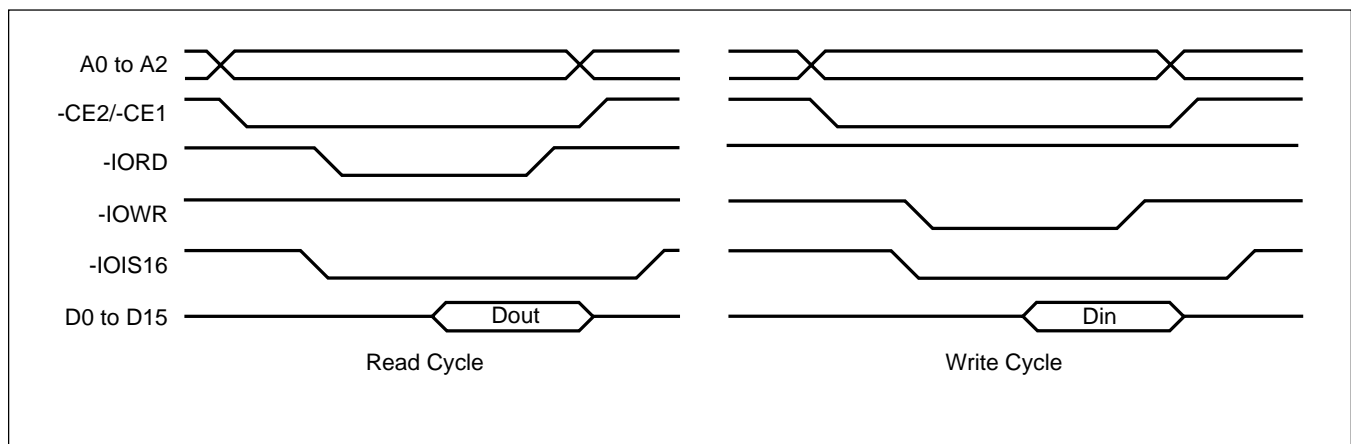 A0 to A2
-CE2/-CE1
-IORD
-IOWR
-IOIS16
D0 to D15
Dout
Din
Read Cycle
Write Cycle